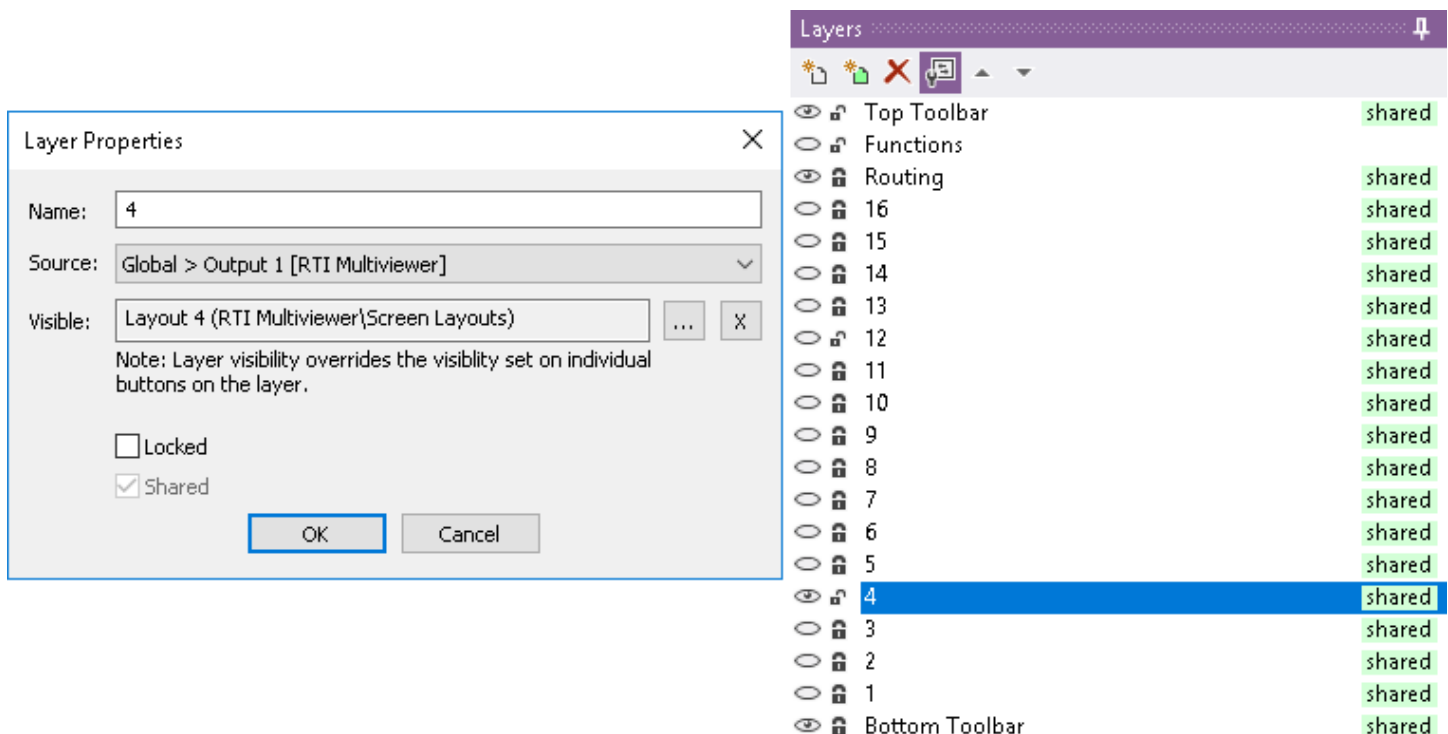 Layer Properties
Name: 4
Source: Global > Output 1 [RTI Multiviewer]
Visible: Layout 4 (RTI Multiviewer\Screen Layouts) ... X
Note: Layer visibility overrides the visiblity set on individual
buttons on the layer.
Locked
Shared
OK Cancel
Layers
Top Toolbar shared
Functions
Routing shared
16 shared
15 shared
14 shared
13 shared
12 shared
11 shared
10 shared
9 shared
8 shared
7 shared
6 shared
5 shared
4 shared
3 shared
2 shared
1 shared
Bottom Toolbar shared